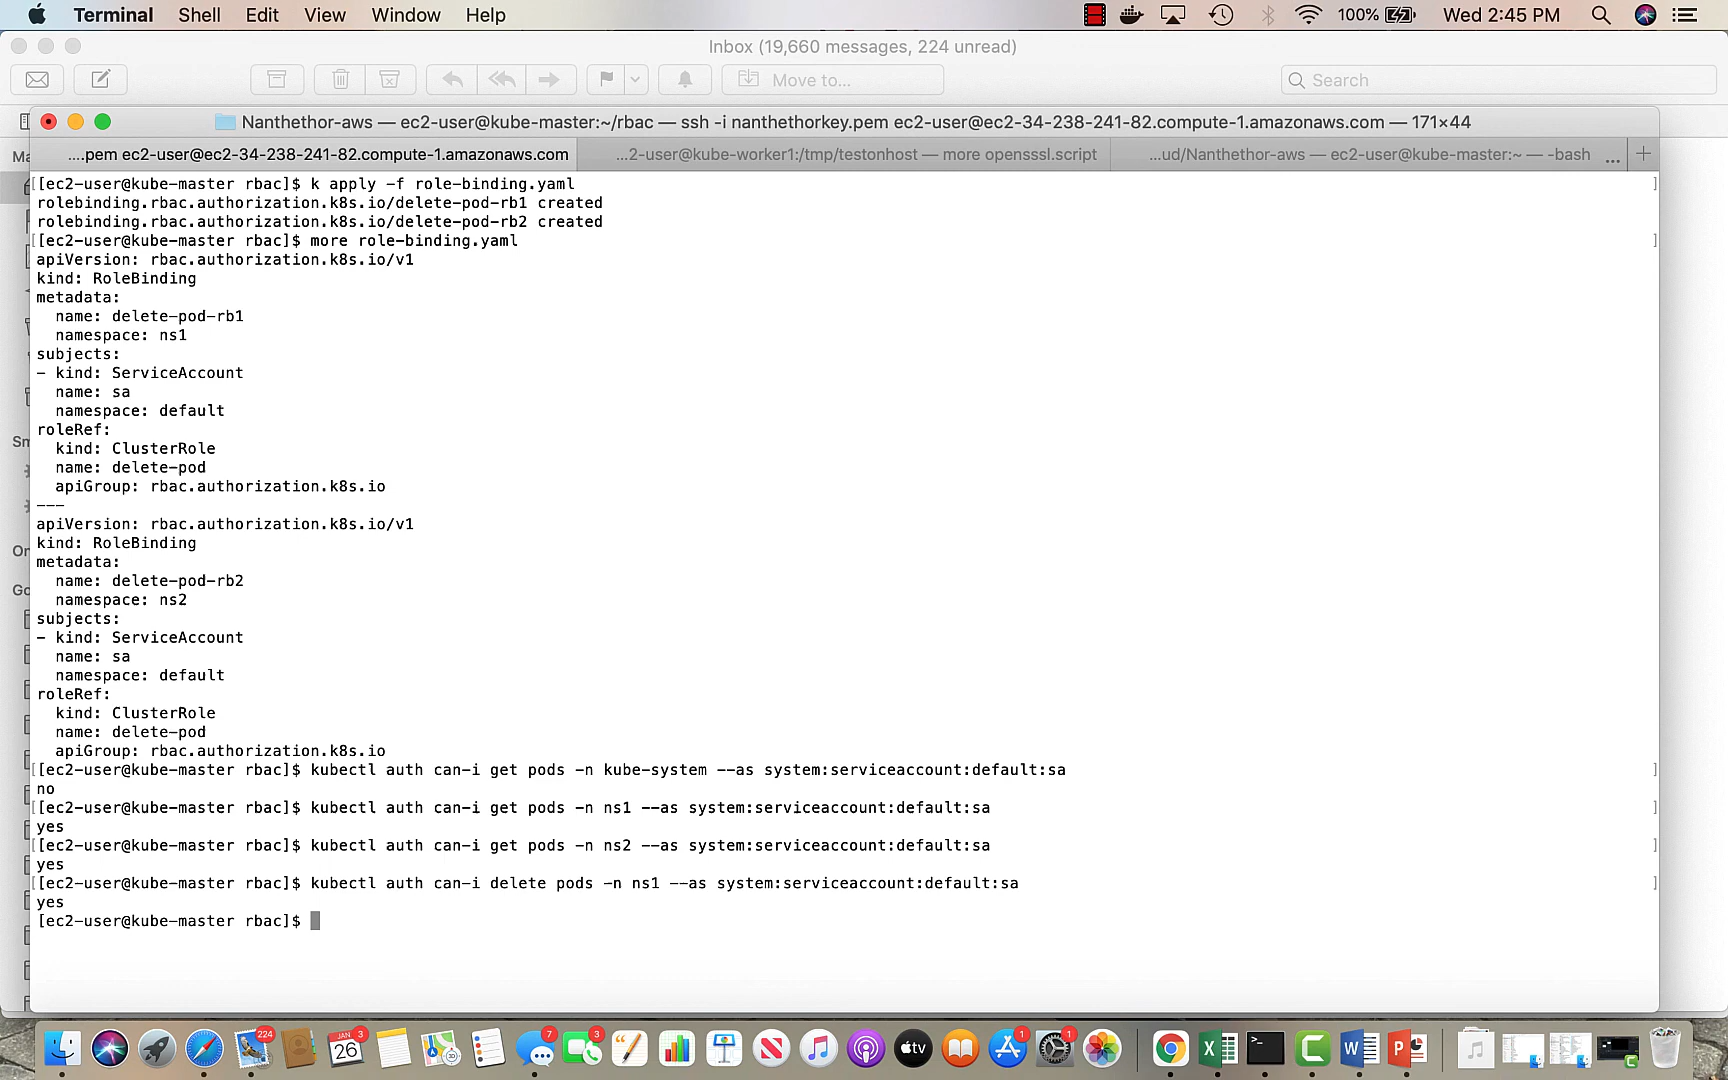 Terminal Shell Edit View Window Help 100% Wed 2:45 PM
Inbox (19,660 messages, 224 unread)
Move to... Search
Nanthethor-aws — ec2-user@kube-master:~/rbac — ssh -i nanthethorkey.pem ec2-user@ec2-34-238-241-82.compute-1.amazonaws.com — 171×44
....pem ec2-user@ec2-34-238-241-82.compute-1.amazonaws.com ...2-user@kube-worker1:/tmp/testonhost — more opensssl.script ...ud/Nanthethor-aws — ec2-user@kube-master:~ — -bash ... +
[[ec2-user@kube-master rbac]$ k apply -f role-binding.yaml ]
rolebinding.rbac.authorization.k8s.io/delete-pod-rb1 created
rolebinding.rbac.authorization.k8s.io/delete-pod-rb2 created
[[ec2-user@kube-master rbac]$ more role-binding.yaml ]
apiVersion: rbac.authorization.k8s.io/v1
kind: RoleBinding
metadata:
  name: delete-pod-rb1
  namespace: ns1
subjects:
- kind: ServiceAccount
  name: sa
  namespace: default
roleRef:
  kind: ClusterRole
  name: delete-pod
  apiGroup: rbac.authorization.k8s.io
---
apiVersion: rbac.authorization.k8s.io/v1
kind: RoleBinding
metadata:
  name: delete-pod-rb2
  namespace: ns2
subjects:
- kind: ServiceAccount
  name: sa
  namespace: default
roleRef:
  kind: ClusterRole
  name: delete-pod
  apiGroup: rbac.authorization.k8s.io
[[ec2-user@kube-master rbac]$ kubectl auth can-i get pods -n kube-system --as system:serviceaccount:default:sa ]
no
[[ec2-user@kube-master rbac]$ kubectl auth can-i get pods -n ns1 --as system:serviceaccount:default:sa ]
yes
[[ec2-user@kube-master rbac]$ kubectl auth can-i get pods -n ns2 --as system:serviceaccount:default:sa ]
yes
[[ec2-user@kube-master rbac]$ kubectl auth can-i delete pods -n ns1 --as system:serviceaccount:default:sa ]
yes
[ec2-user@kube-master rbac]$
224 JAN 26 3 7 3 tv 1 1